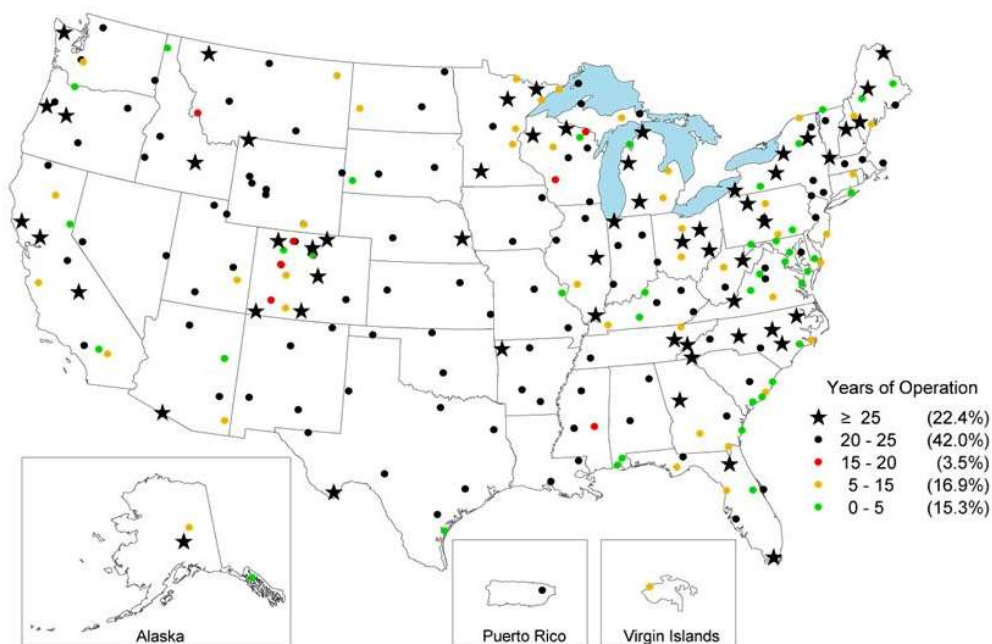 Years of Operation
≥ 25 (22.4%)
20 - 25 (42.0%)
15 - 20 (3.5%)
5 - 15 (16.9%)
0 - 5 (15.3%)
Alaska
Puerto Rico
Virgin Islands